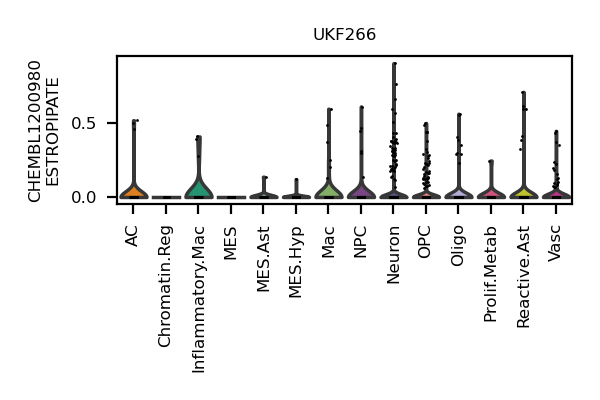 UKF266
CHEMBL1200980
ESTROPIPATE
0.5
0.0
AC
Chromatin.Reg
Inflammatory.Mac
MES
MES.Ast
MES.Hyp
Mac
NPC
Neuron
OPC
Oligo
Prolif.Metab
Reactive.Ast
Vasc